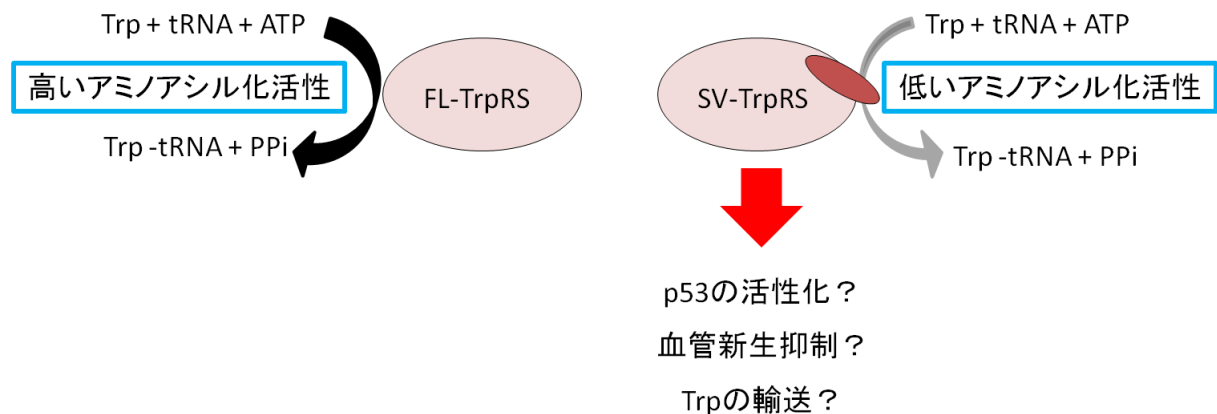 Trp + tRNA + ATP
高いアミノアシル化活性
Trp -tRNA + PPi
FL-TrpRS
SV-TrpRS
Trp + tRNA + ATP
低いアミノアシル化活性
Trp -tRNA + PPi
p53の活性化？
血管新生抑制？
Trpの輸送？